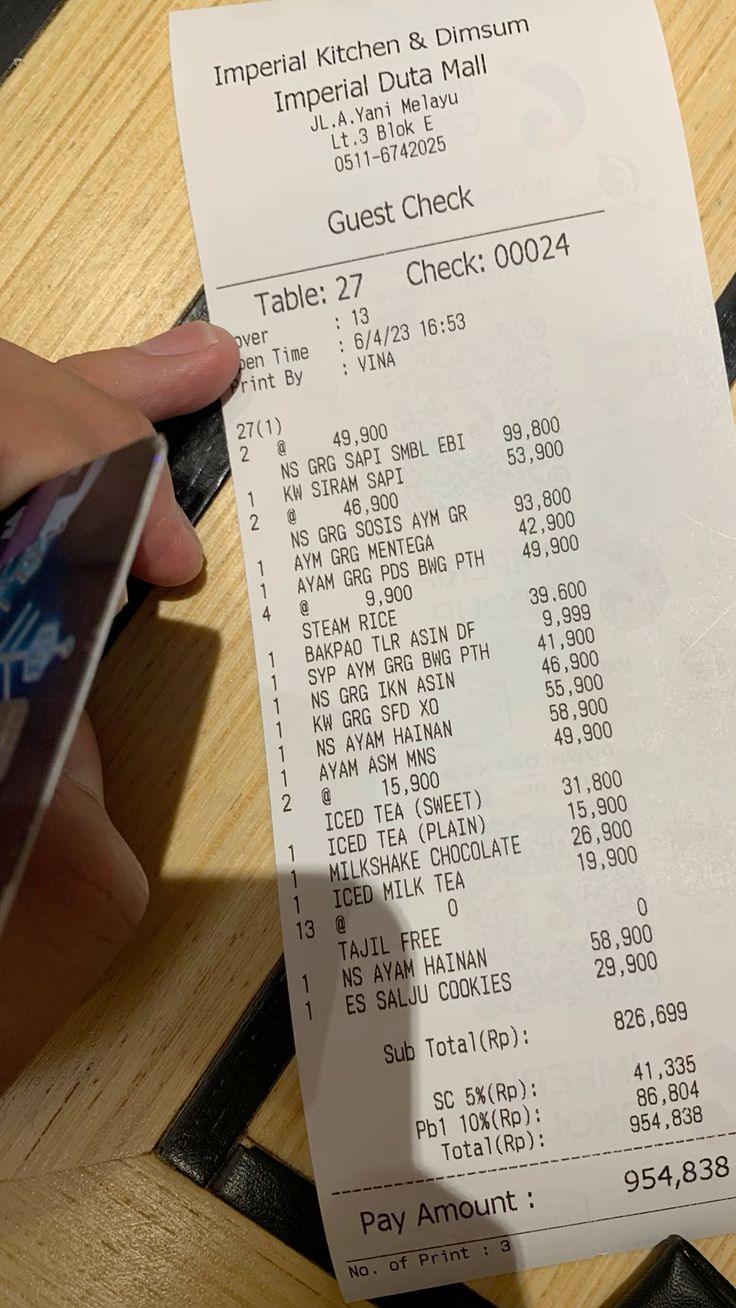 Imperial Kitchen & Dimsum
Imperial Duta Mall
JL.A.Yani Melayu
Lt.3 Blok E
0511-6742025
Guest Check
Table: 27 Check: 00024
over : 13
pen Time : 6/4/23 16:53
rint By : VINA
27(1)
2 @ 49,900
NS GRG SAPI SMBL EBI 99,800
1 KW SIRAM SAPI 53,900
2 @ 46,900
NS GRG SOSIS AYM GR 93,800
1 AYM GRG MENTEGA 42,900
1 AYAM GRG PDS BWG PTH 49,900
4 @ 9,900
STEAM RICE 39.600
1 BAKPAO TLR ASIN DF 9,999
1 SYP AYM GRG BWG PTH 41,900
1 NS GRG IKN ASIN 46,900
1 KW GRG SFD XO 55,900
1 NS AYAM HAINAN 58,900
1 AYAM ASM MNS 49,900
2 @ 15,900
ICED TEA (SWEET) 31,800
1 ICED TEA (PLAIN) 15,900
1 MILKSHAKE CHOCOLATE 26,900
1 ICED MILK TEA 19,900
13 @ 0
TAJIL FREE 0
1 NS AYAM HAINAN 58,900
1 ES SALJU COOKIES 29,900
Sub Total(Rp): 826,699
SC 5%(Rp): 41,335
Pb1 10%(Rp): 86,804
Total(Rp): 954,838
Pay Amount : 954,838
No. of Print : 3